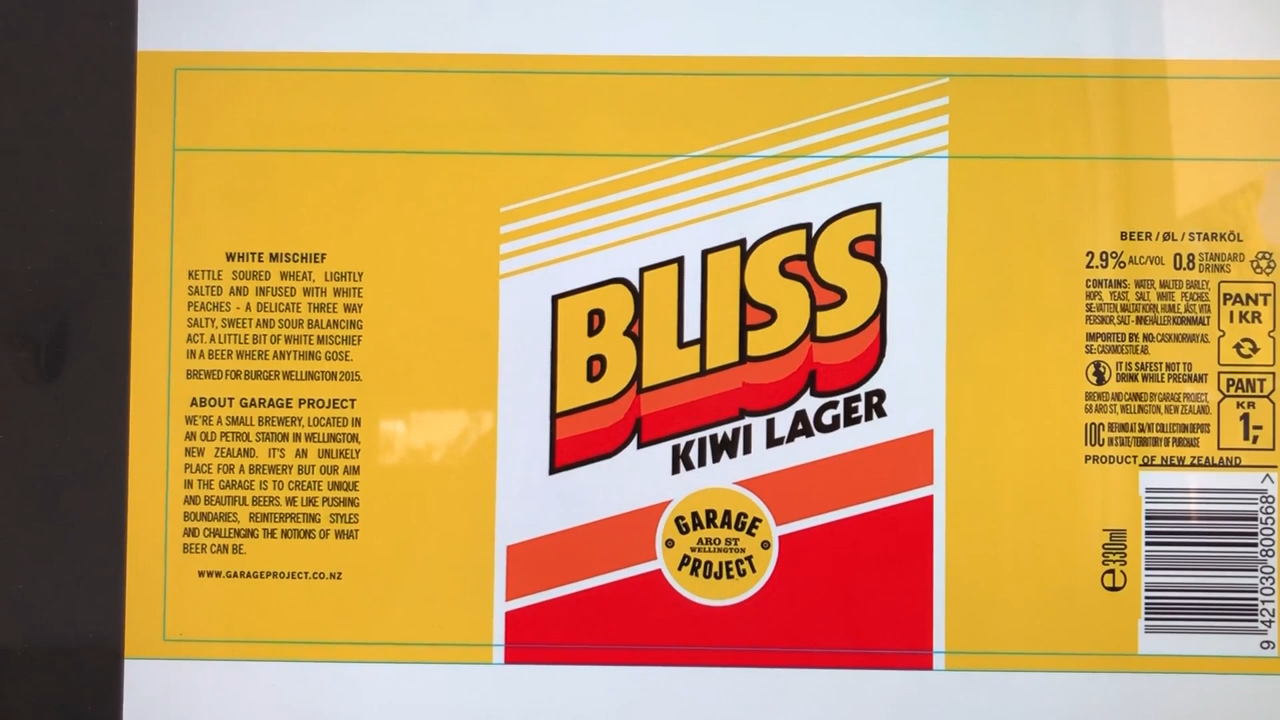 WHITE MISCHIEF
KETTLE SOURED WHEAT, LIGHTLY
SALTED AND INFUSED WITH WHITE
PEACHES - A DELICATE THREE WAY
SALTY, SWEET AND SOUR BALANCING
ACT. A LITTLE BIT OF WHITE MISCHIEF
IN A BEER WHERE ANYTHING GOSE.
BREWED FOR BURGER WELLINGTON 2015.
ABOUT GARAGE PROJECT
WE'RE A SMALL BREWERY, LOCATED IN
AN OLD PETROL STATION IN WELLINGTON,
NEW ZEALAND. IT'S AN UNLIKELY
PLACE FOR A BREWERY BUT OUR AIM
IN THE GARAGE IS TO CREATE UNIQUE
AND BEAUTIFUL BEERS. WE LIKE PUSHING
BOUNDARIES, REINTERPRETING STYLES
AND CHALLENGING THE NOTIONS OF WHAT
BEER CAN BE.
WWW.GARAGEPROJECT.CO.NZ
BLISS
KIWI LAGER
GARAGE
ARO ST
WELLINGTON
PROJECT
BEER / ØL / STARKÖL
2.9% ALC/VOL 0.8 STANDARD
DRINKS
CONTAINS: WATER, MALTED BARLEY,
HOPS, YEAST, SALT, WHITE PEACHES.
SE: VATTEN, MALTAT KORN, HUMLE, JÄST, VITA
PERSIKOR, SALT - INNEHÅLLER KORNMALT
IMPORTED BY: NO: CASK NORWAY AS.
SE: CASKMOESTUE AB.
IT IS SAFEST NOT TO
DRINK WHILE PREGNANT
BREWED AND CANNED BY GARAGE PROJECT,
68 ARO ST, WELLINGTON, NEW ZEALAND.
10C REFUND AT SA/NT COLLECTION DEPOTS
IN STATE/TERRITORY OF PURCHASE
PRODUCT OF NEW ZEALAND
PANT
1 KR
PANT
KR
1,-
e 330ml
9 421030 800568 >